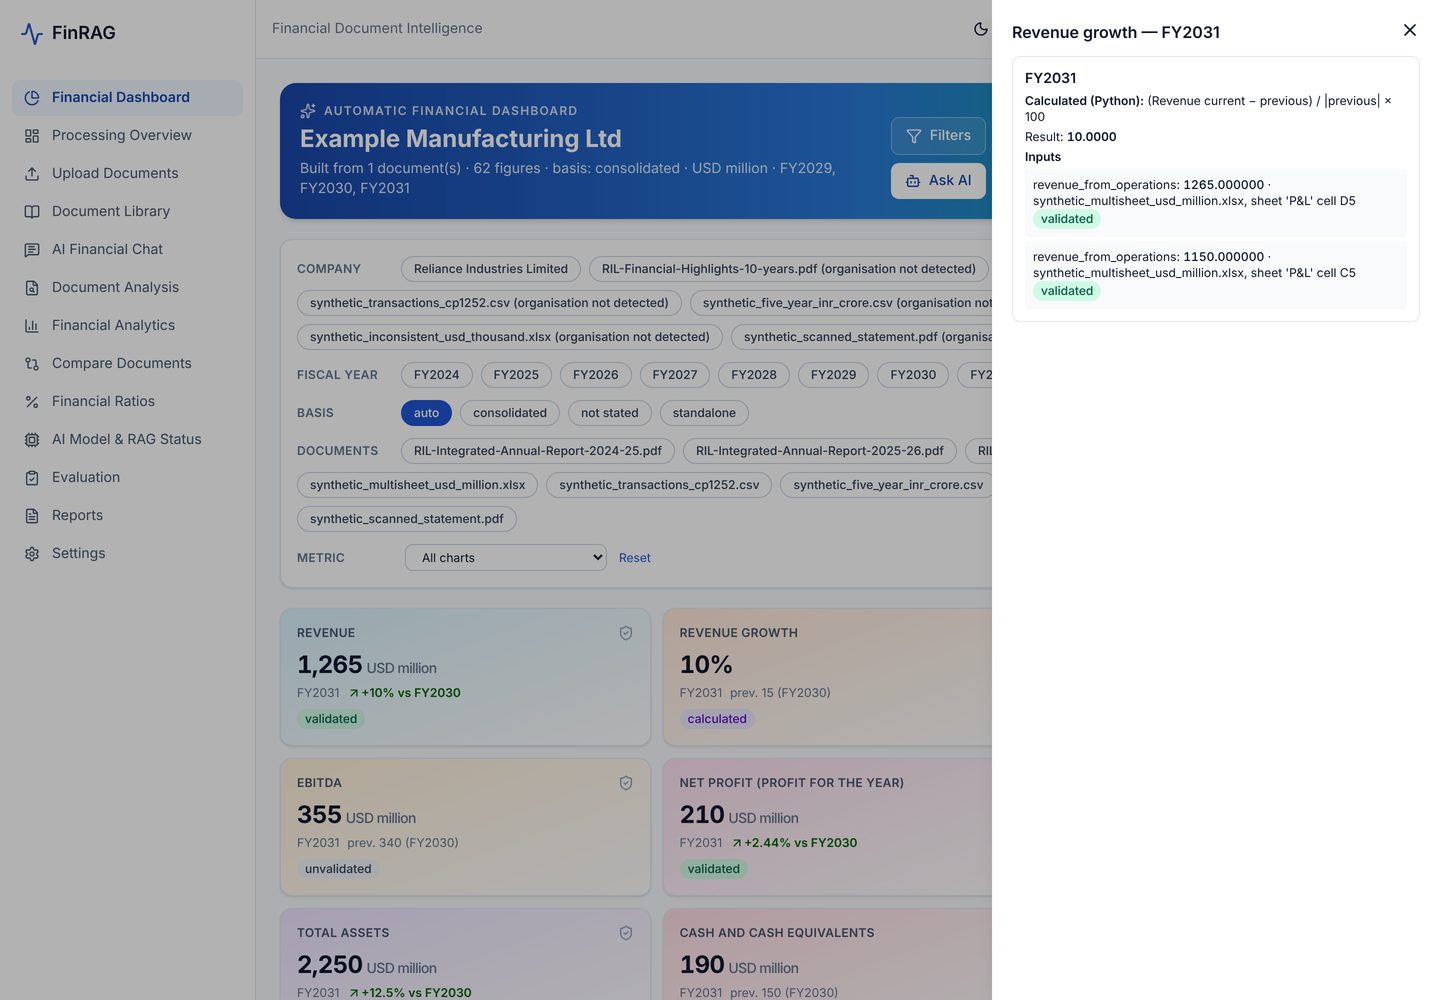 FinRAG
Financial Dashboard
Processing Overview
Upload Documents
Document Library
AI Financial Chat
Document Analysis
Financial Analytics
Compare Documents
Financial Ratios
AI Model & RAG Status
Evaluation
Reports
Settings
Financial Document Intelligence
AUTOMATIC FINANCIAL DASHBOARD
Example Manufacturing Ltd
Built from 1 document(s) · 62 figures · basis: consolidated · USD million · FY2029,
FY2030, FY2031
Filters
Ask AI
COMPANY Reliance Industries Limited RIL-Financial-Highlights-10-years.pdf (organisation not detected)
synthetic_transactions_cp1252.csv (organisation not detected) synthetic_five_year_inr_crore.csv (organisation not
synthetic_inconsistent_usd_thousand.xlsx (organisation not detected) synthetic_scanned_statement.pdf (organisa
FISCAL YEAR FY2024 FY2025 FY2026 FY2027 FY2028 FY2029 FY2030 FY2
BASIS auto consolidated not stated standalone
DOCUMENTS RIL-Integrated-Annual-Report-2024-25.pdf RIL-Integrated-Annual-Report-2025-26.pdf RIL
synthetic_multisheet_usd_million.xlsx synthetic_transactions_cp1252.csv synthetic_five_year_inr_crore.csv
synthetic_scanned_statement.pdf
METRIC All charts Reset
REVENUE
1,265 USD million
FY2031 +10% vs FY2030
validated
REVENUE GROWTH
10%
FY2031 prev. 15 (FY2030)
calculated
EBITDA
355 USD million
FY2031 prev. 340 (FY2030)
unvalidated
NET PROFIT (PROFIT FOR THE YEAR)
210 USD million
FY2031 +2.44% vs FY2030
validated
TOTAL ASSETS
2,250 USD million
FY2031 +12.5% vs FY2030
CASH AND CASH EQUIVALENTS
190 USD million
FY2031 prev. 150 (FY2030)
Revenue growth — FY2031
FY2031
Calculated (Python): (Revenue current − previous) / |previous| ×
100
Result: 10.0000
Inputs
revenue_from_operations: 1265.000000 ·
synthetic_multisheet_usd_million.xlsx, sheet 'P&L' cell D5
validated
revenue_from_operations: 1150.000000 ·
synthetic_multisheet_usd_million.xlsx, sheet 'P&L' cell C5
validated